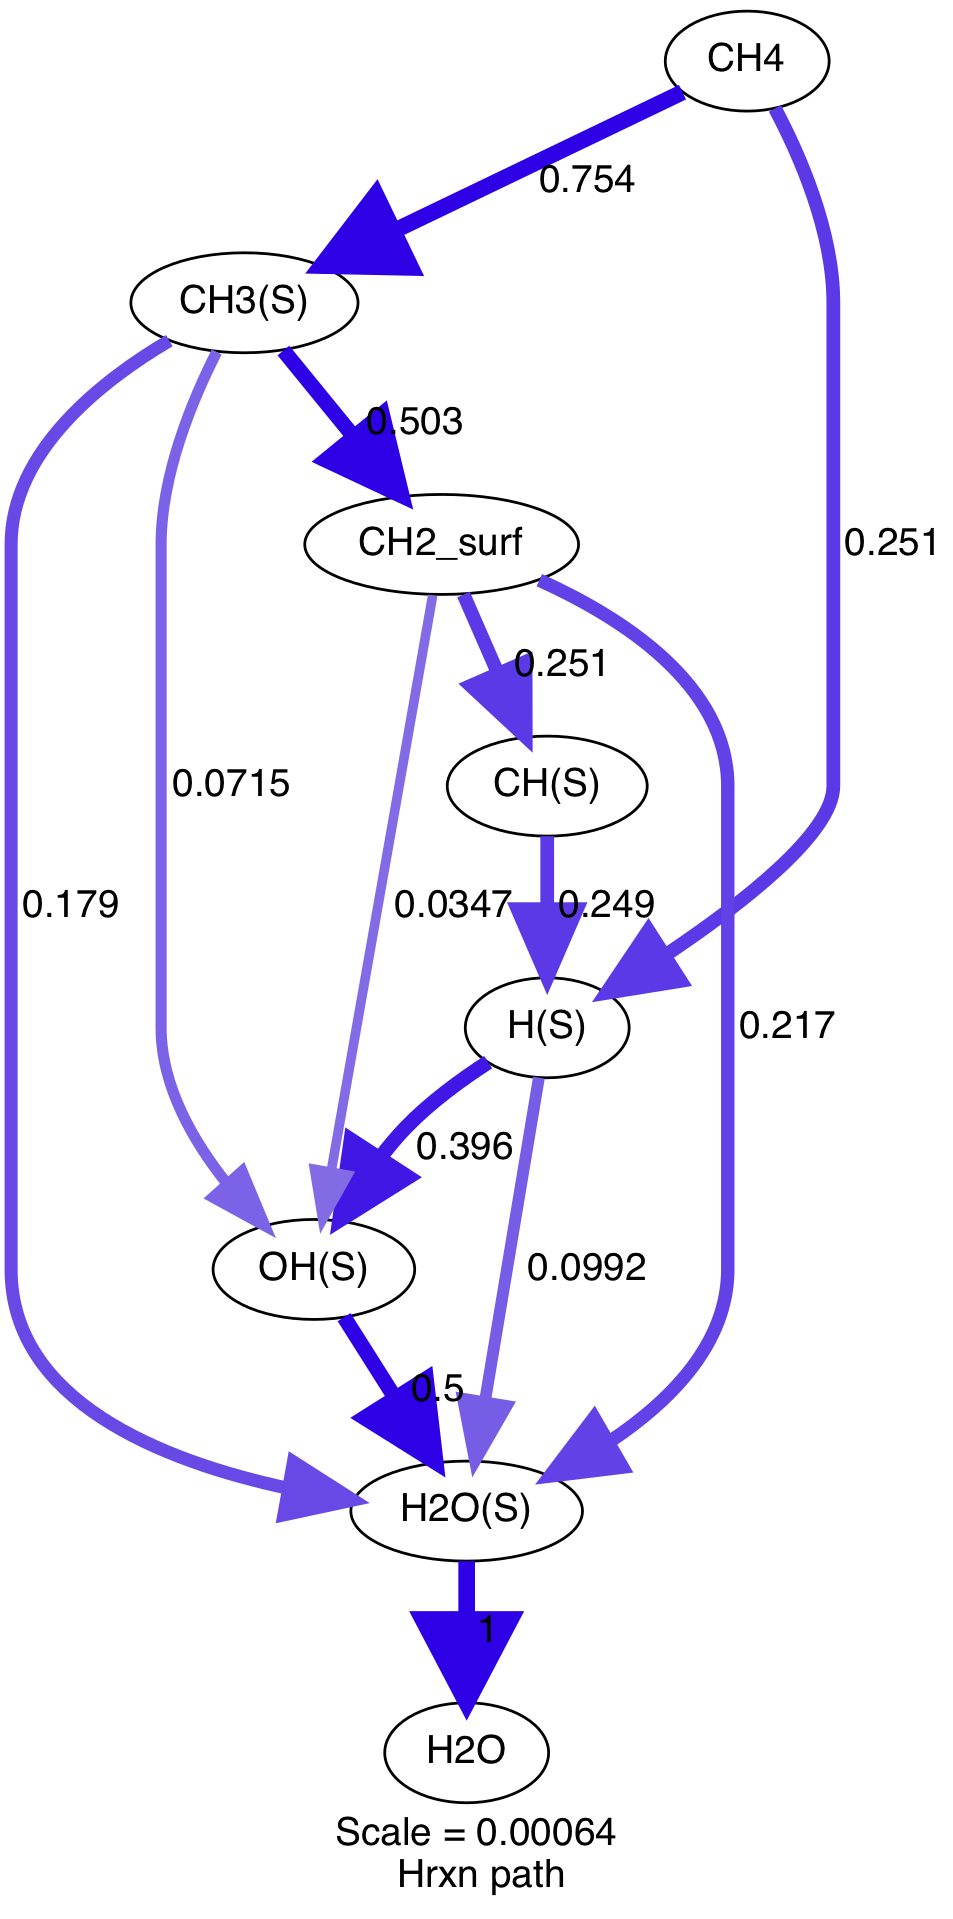 CH4
0.754
CH3(S)
0.503
CH2_surf
0.251
0.251
CH(S)
0.0715
0.179
0.0347
0.249
H(S)
0.217
0.396
OH(S)
0.0992
0.5
H2O(S)
1
H2O
Scale = 0.00064
Hrxn path